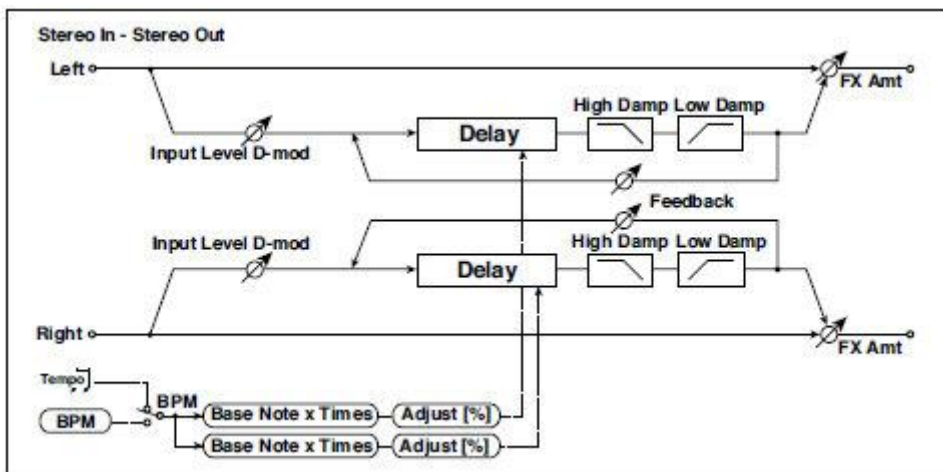 Stereo In - Stereo Out
Left
FX Amt
High Damp Low Damp
Delay
Input Level D-mod
Feedback
Input Level D-mod
High Damp Low Damp
Delay
Right
FX Amt
Tempo
BPM
BPM
Base Note x Times
Adjust [%]
Base Note x Times
Adjust [%]